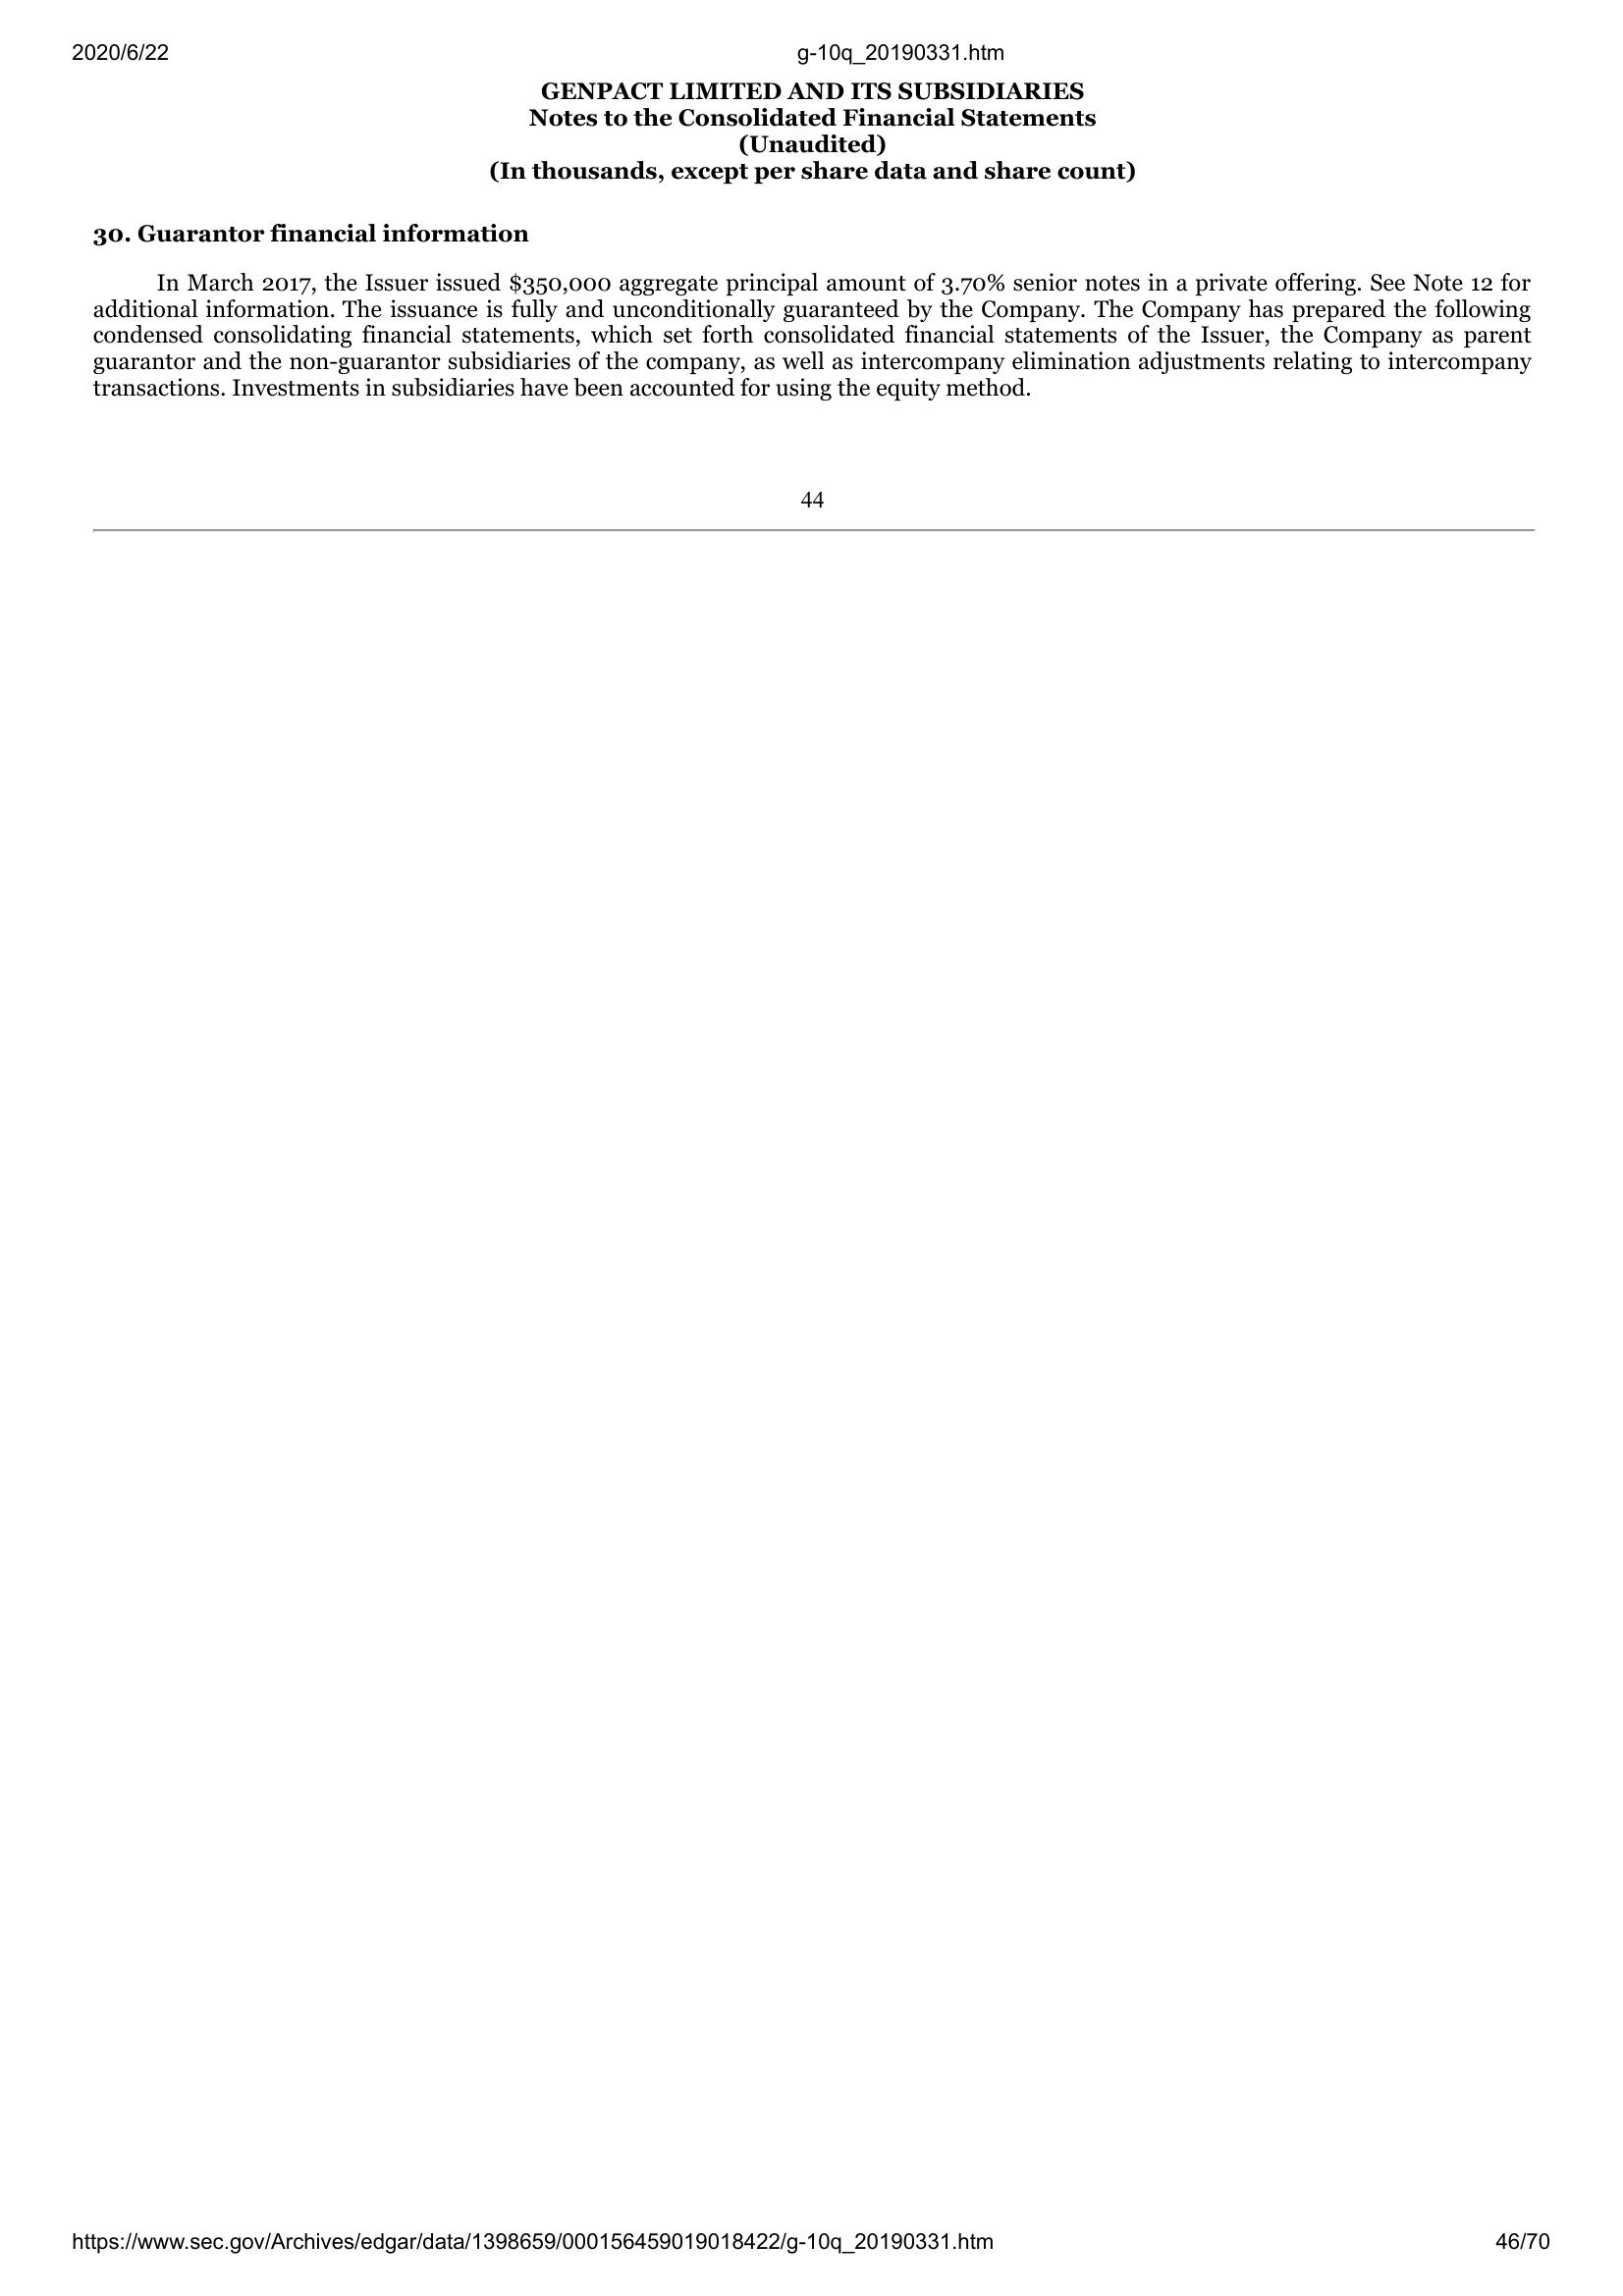 2020/6/22 g-10q_20190331.htm
GENPACT LIMITED AND ITS SUBSIDIARIES
Notes to the Consolidated Financial Statements
(Unaudited)
(In thousands, except per share data and share count)
30. Guarantor financial information
In March 2017, the Issuer issued $350,000 aggregate principal amount of 3.70% senior notes in a private offering. See Note 12 for
additional information. The issuance is fully and unconditionally guaranteed by the Company. The Company has prepared the following
condensed consolidating financial statements, which set forth consolidated financial statements of the Issuer, the Company as parent
guarantor and the non-guarantor subsidiaries of the company, as well as intercompany elimination adjustments relating to intercompany
transactions. Investments in subsidiaries have been accounted for using the equity method.
44
https://www.sec.gov/Archives/edgar/data/1398659/000156459019018422/g-10q_20190331.htm 46/70